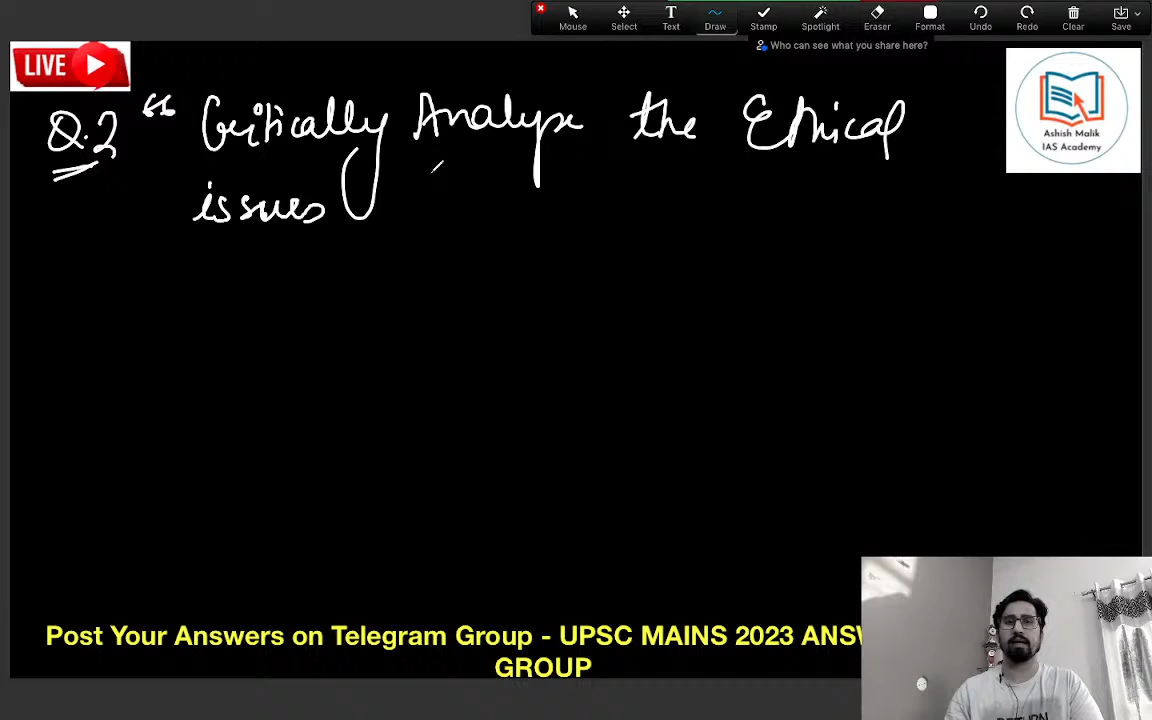 Mouse Select Text Draw Stamp Spotlight Eraser Format Undo Redo Clear Save
Who can see what you share here?
LIVE
Q.2 “ Critically Analyse the Ethical
issues
Ashish Malik
IAS Academy
Post Your Answers on Telegram Group - UPSC MAINS 2023
GROUP